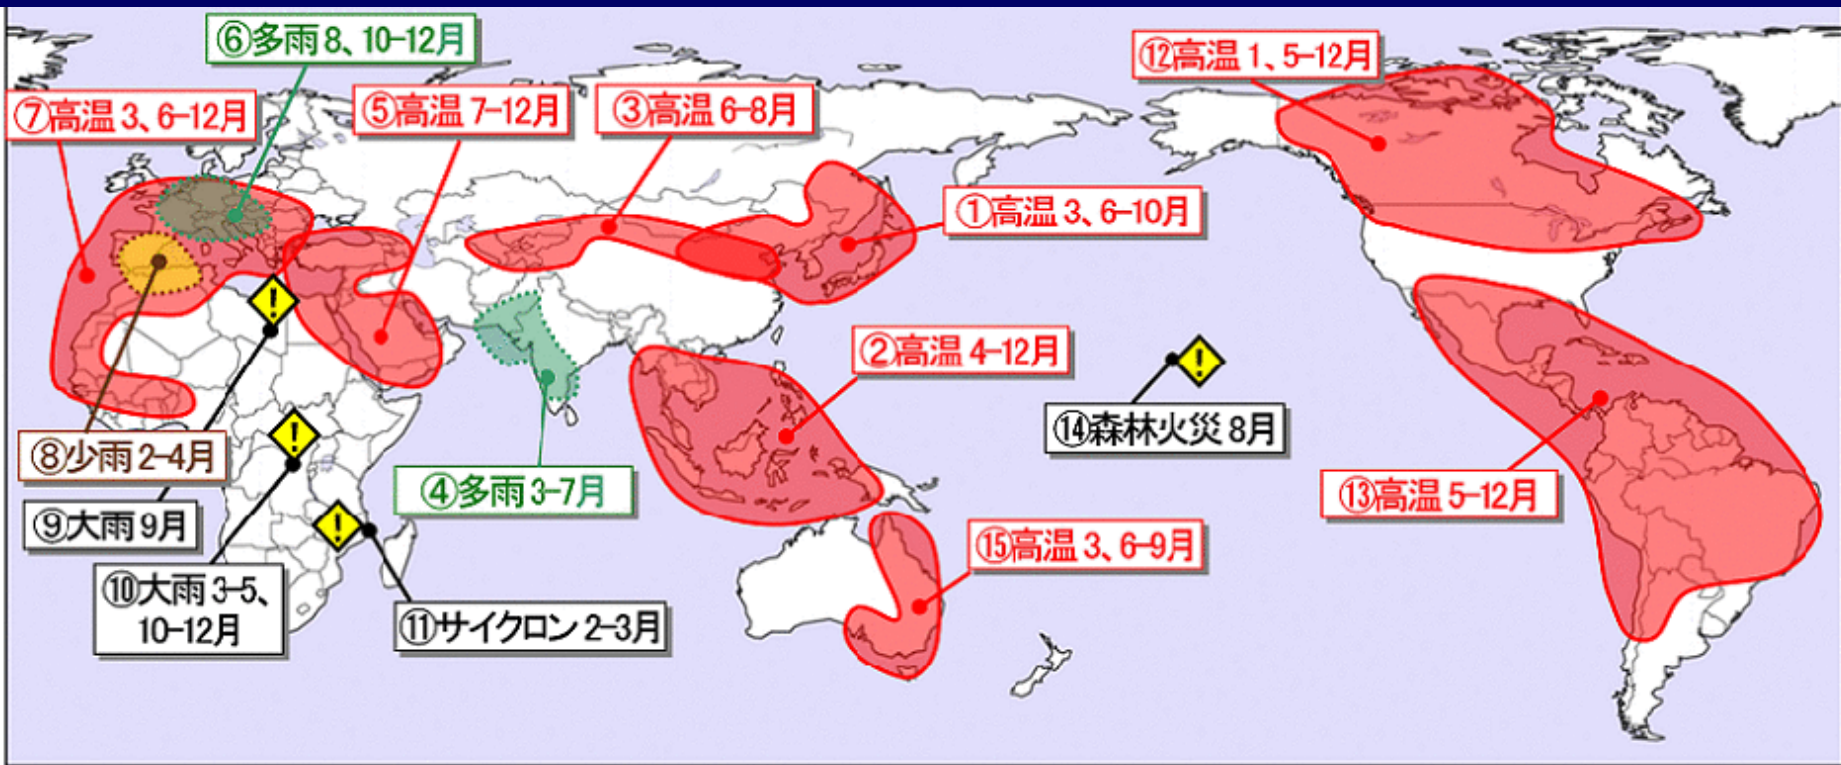 ⑥多雨 8、10-12月
⑫高温 1、5-12月
⑦高温 3、6-12月
⑤高温 7-12月
③高温 6-8月
①高温 3、6-10月
②高温 4-12月
⑭森林火災 8月
⑧少雨 2-4月
④多雨 3-7月
⑬高温 5-12月
⑨大雨 9月
⑮高温 3、6-9月
⑩大雨 3-5、
10-12月
⑪サイクロン 2-3月